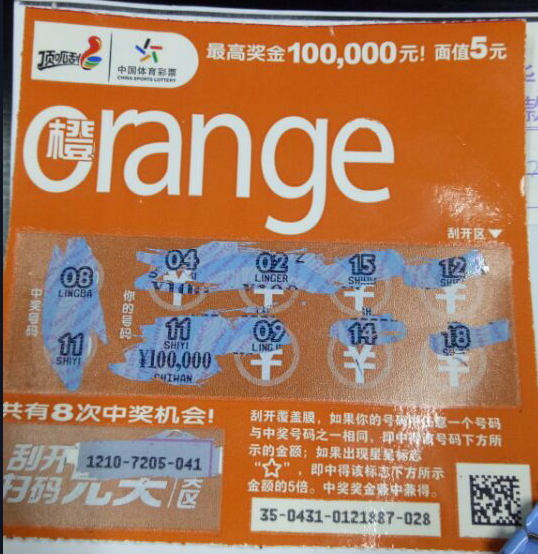 顶呱刮
中国体育彩票
CHINA SPORTS LOTTERY
最高奖金100,000元! 面值5元
橙
Orange
刮开区
中奖号码
08
LINGBA
11
SHIYI
你的号码
04
02
LINGER
15
12
11
SHIYI
¥100,000
SHIWAN
09
14
18
共有8次中奖机会!
刮开覆盖膜,如果你的号码中任意一个号码
与中奖号码之一相同,即中得该号码下方所
示的金额;如果出现星星标志
“☆”,即中得该标志下方所示
金额的5倍。中奖奖金兼中兼得。
刮开
扫码
区
1210-7205-041
35-0431-0121887-028